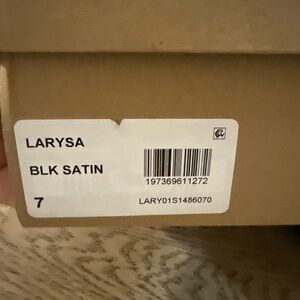 LARYSA
BLK SATIN
197369611272
7
LARY01S1486070